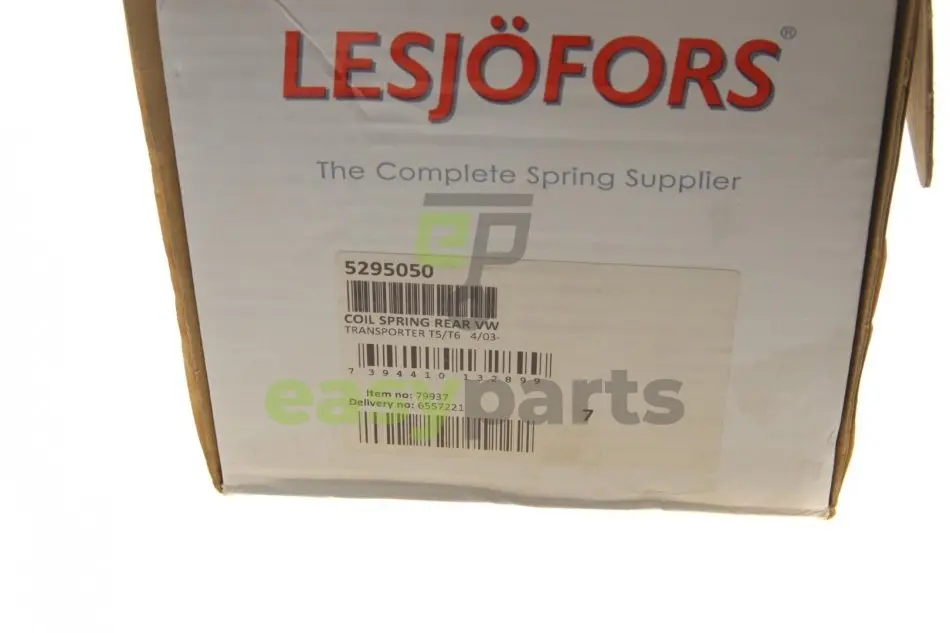 LESJÖFORS®
The Complete Spring Supplier
eP
5295050
COIL SPRING REAR VW
TRANSPORTER T5/T6 4/03-
7 394410 132899
Item no: 79937
Delivery no: 6557221
7
easyparts